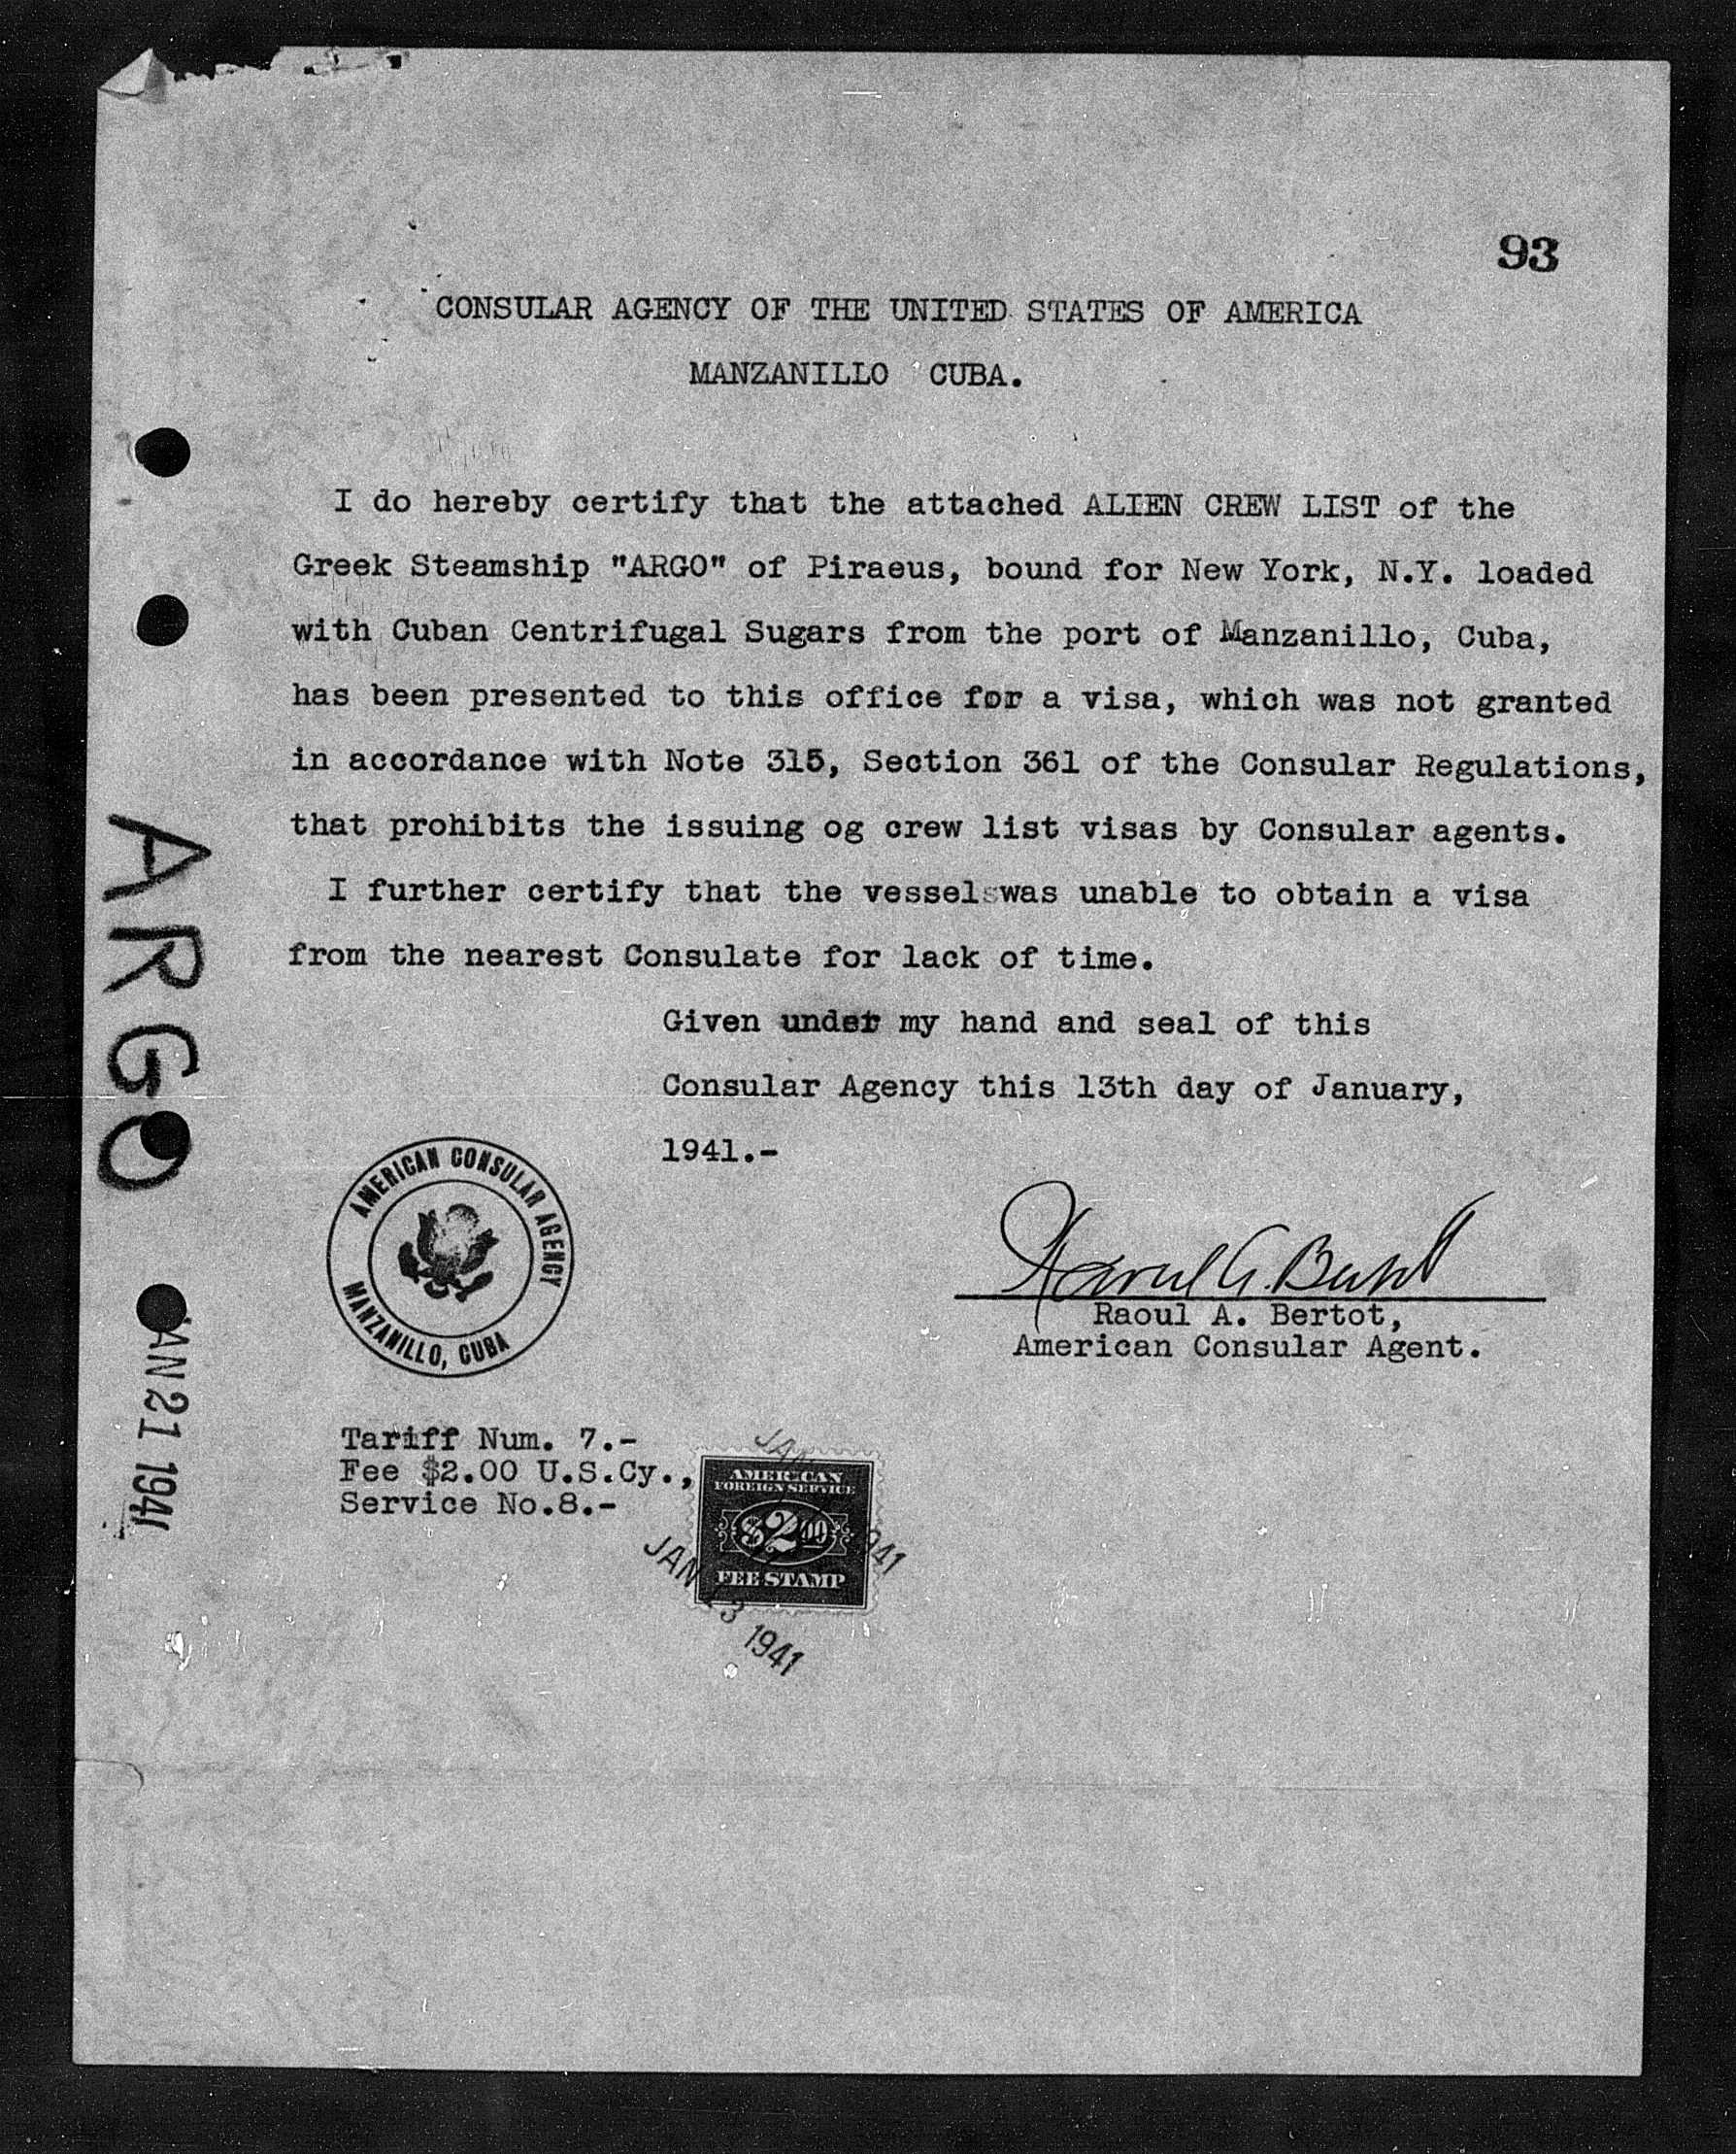 93
CONSULAR AGENCY OF THE UNITED STATES OF AMERICA
MANZANILLO CUBA.
I do hereby certify that the attached ALIEN CREW LIST of the
Greek Steamship "ARGO" of Piraeus, bound for New York, N.Y. loaded
with Cuban Centrifugal Sugars from the port of Manzanillo, Cuba,
has been presented to this office for a visa, which was not granted
in accordance with Note 315, Section 361 of the Consular Regulations,
that prohibits the issuing og crew list visas by Consular agents.
I further certify that the vessel was unable to obtain a visa
from the nearest Consulate for lack of time.
Given under my hand and seal of this
Consular Agency this 13th day of January,
1941.-
Raoul A. Bertot
Raoul A. Bertot,
American Consular Agent.
AMERICAN CONSULAR AGENCY
MANZANILLO, CUBA
Tariff Num. 7.-
Fee $2.00 U.S.Cy.,
Service No.8.-
AMERICAN
FOREIGN SERVICE
$2.00
FEE STAMP
JAN 13 1941
ARGO
JAN 21 1941